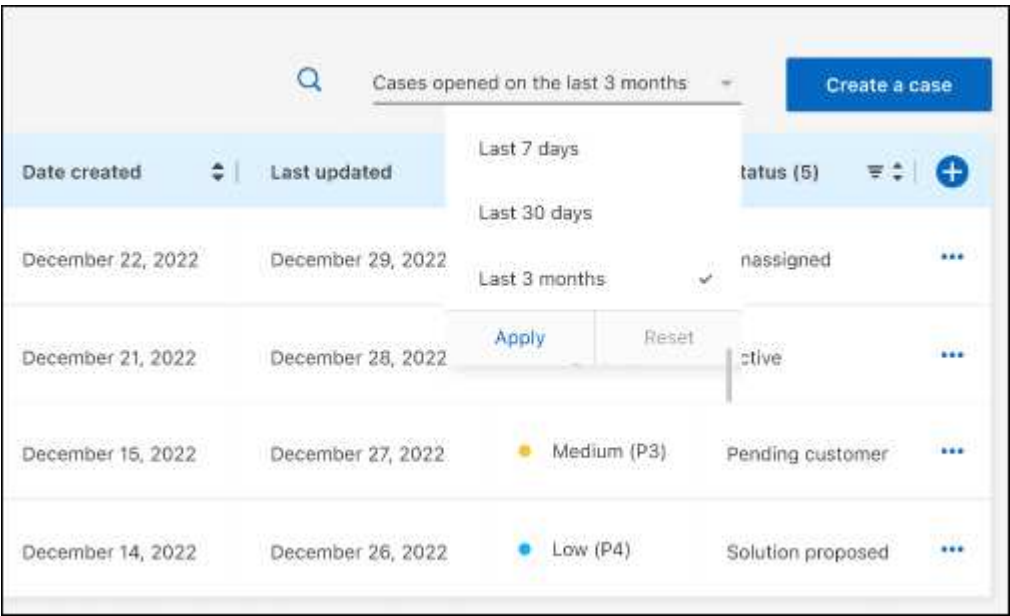 Cases opened on the last 3 months
Create a case
Last 7 days
Last 30 days
Last 3 months
Apply Reset
Date created Last updated tatus (5)
December 22, 2022 December 29, 2022 nassigned
December 21, 2022 December 28, 2022 ctive
December 15, 2022 December 27, 2022 Medium (P3) Pending customer
December 14, 2022 December 26, 2022 Low (P4) Solution proposed